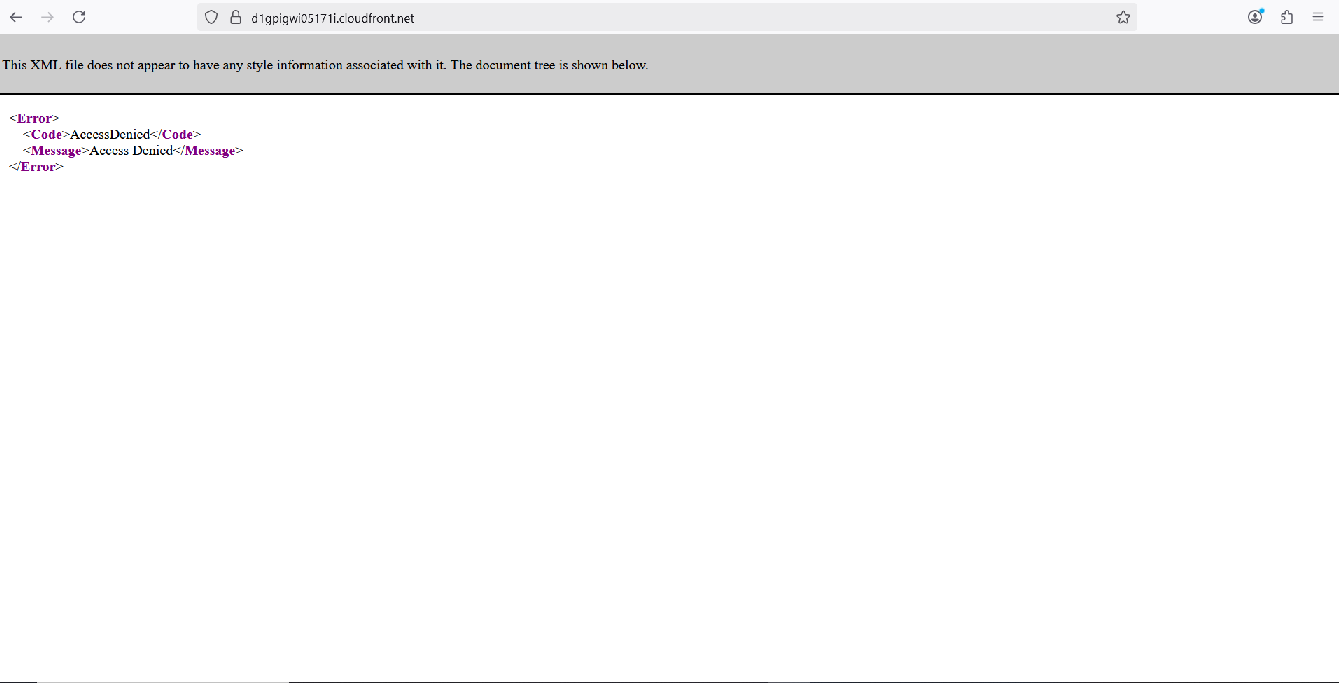 d1gpigwi05171i.cloudfront.net
This XML file does not appear to have any style information associated with it. The document tree is shown below.
<Error>
<Code>AccessDenied</Code>
<Message>Access Denied</Message>
</Error>